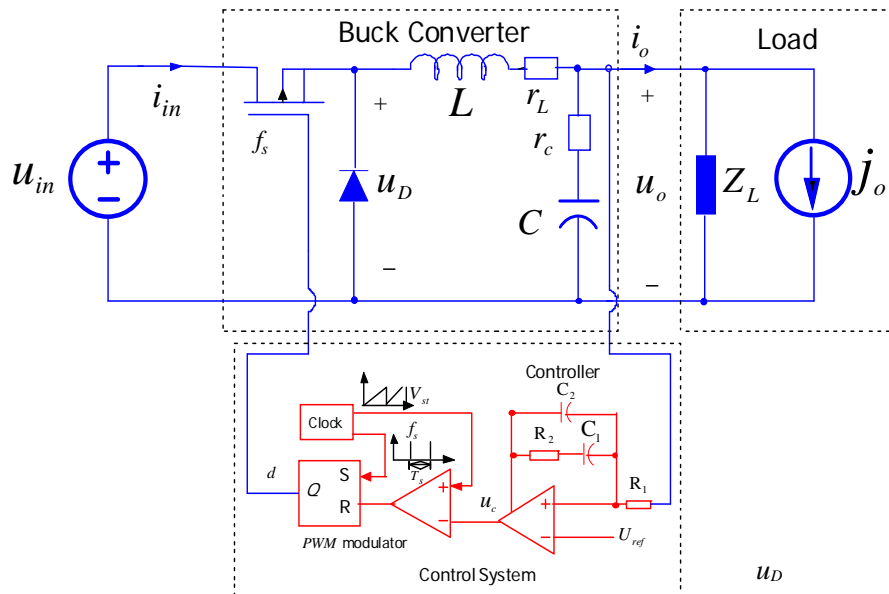 Buck Converter
Load
i_o
i_in
f_s
+
L
r_L
r_c
+
u_in
+
−
u_D
C
u_o
Z_L
j_o
−
−
Controller
C_2
V_st
Clock
f_s
T_s
R_2
C_1
R_1
d
Q
S
R
+
−
u_c
+
−
U_ref
PWM modulator
Control System
u_D